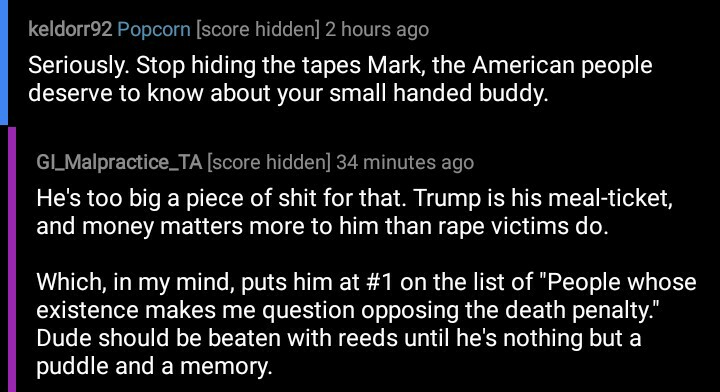 keldorr92 Popcorn [score hidden] 2 hours ago
Seriously. Stop hiding the tapes Mark, the American people
deserve to know about your small handed buddy.
GI_Malpractice_TA [score hidden] 34 minutes ago
He's too big a piece of shit for that. Trump is his meal-ticket,
and money matters more to him than rape victims do.
Which, in my mind, puts him at #1 on the list of "People whose
existence makes me question opposing the death penalty."
Dude should be beaten with reeds until he's nothing but a
puddle and a memory.